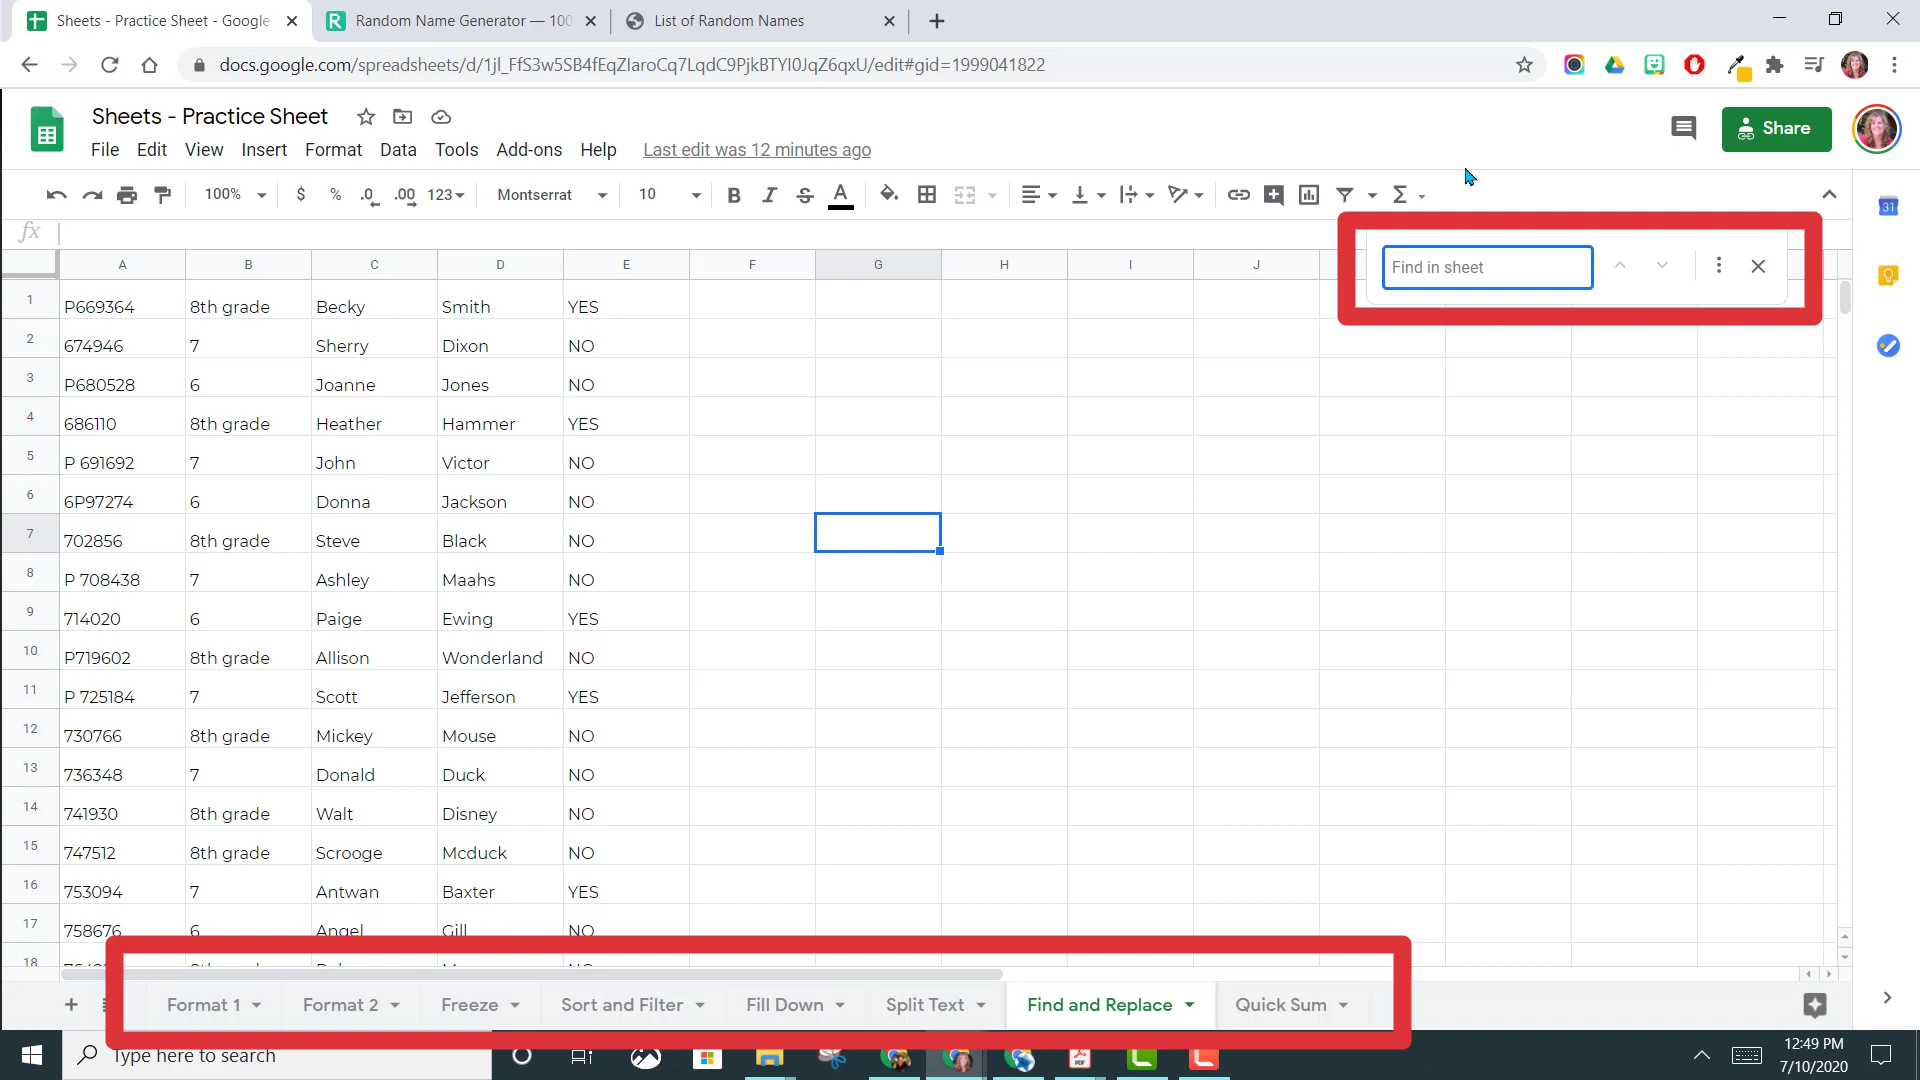 Sheets - Practice Sheet - Google
Random Name Generator — 100
List of Random Names
docs.google.com/spreadsheets/d/1jl_FfS3w5SB4fEqZIaroCq7LqdC9PjkBTYI0JqZ6qxU/edit#gid=1999041822
Sheets - Practice Sheet
File Edit View Insert Format Data Tools Add-ons Help Last edit was 12 minutes ago
Share
100% $ % .0 .00 123 Montserrat 10 B I S A Σ
31
fx
Find in sheet
A B C D E F G H I J
1 P669364 8th grade Becky Smith YES
2 674946 7 Sherry Dixon NO
3 P680528 6 Joanne Jones NO
4 686110 8th grade Heather Hammer YES
5 P 691692 7 John Victor NO
6 6P97274 6 Donna Jackson NO
7 702856 8th grade Steve Black NO
8 P 708438 7 Ashley Maahs NO
9 714020 6 Paige Ewing YES
10 P719602 8th grade Allison Wonderland NO
11 P 725184 7 Scott Jefferson YES
12 730766 8th grade Mickey Mouse NO
13 736348 7 Donald Duck NO
14 741930 8th grade Walt Disney NO
15 747512 8th grade Scrooge Mcduck NO
16 753094 7 Antwan Baxter YES
17 758676 6 Angel Gill NO
18
Format 1 Format 2 Freeze Sort and Filter Fill Down Split Text Find and Replace Quick Sum
Type here to search
12:49 PM
7/10/2020